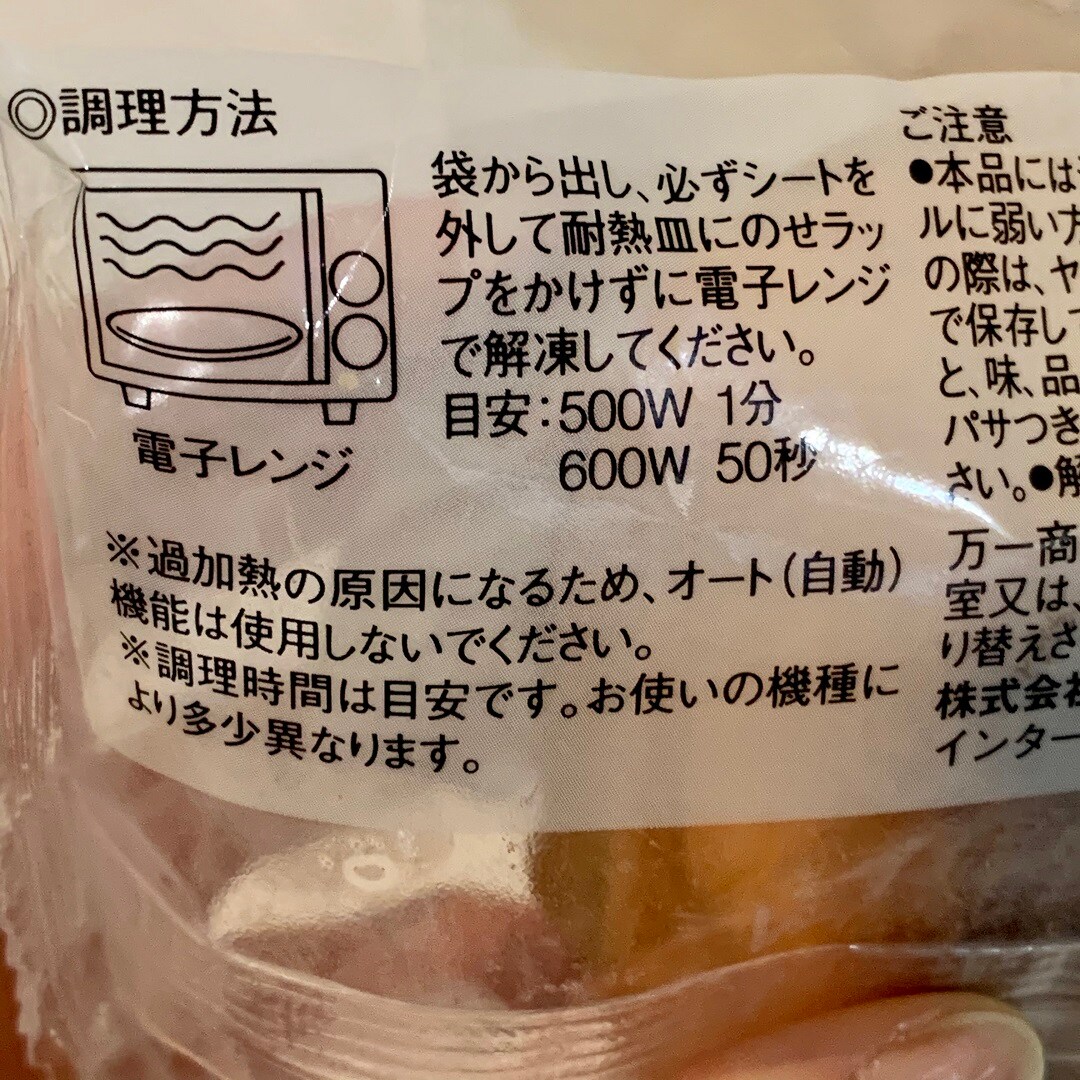 ◎調理方法
電子レンジ
袋から出し、必ずシートを
外して耐熱皿にのせラッ
プをかけずに電子レンジ
で解凍してください。
目安：500W 1分
600W 50秒
※過加熱の原因になるため、オート(自動)
機能は使用しないでください。
※調理時間は目安です。お使いの機種に
より多少異なります。
ご注意
●本品には
ルに弱い方
の際は、ヤ
で保存して
と、味、品
パサつき
さい。●解
万一商
室又は、
り替えさ
株式会社
インター